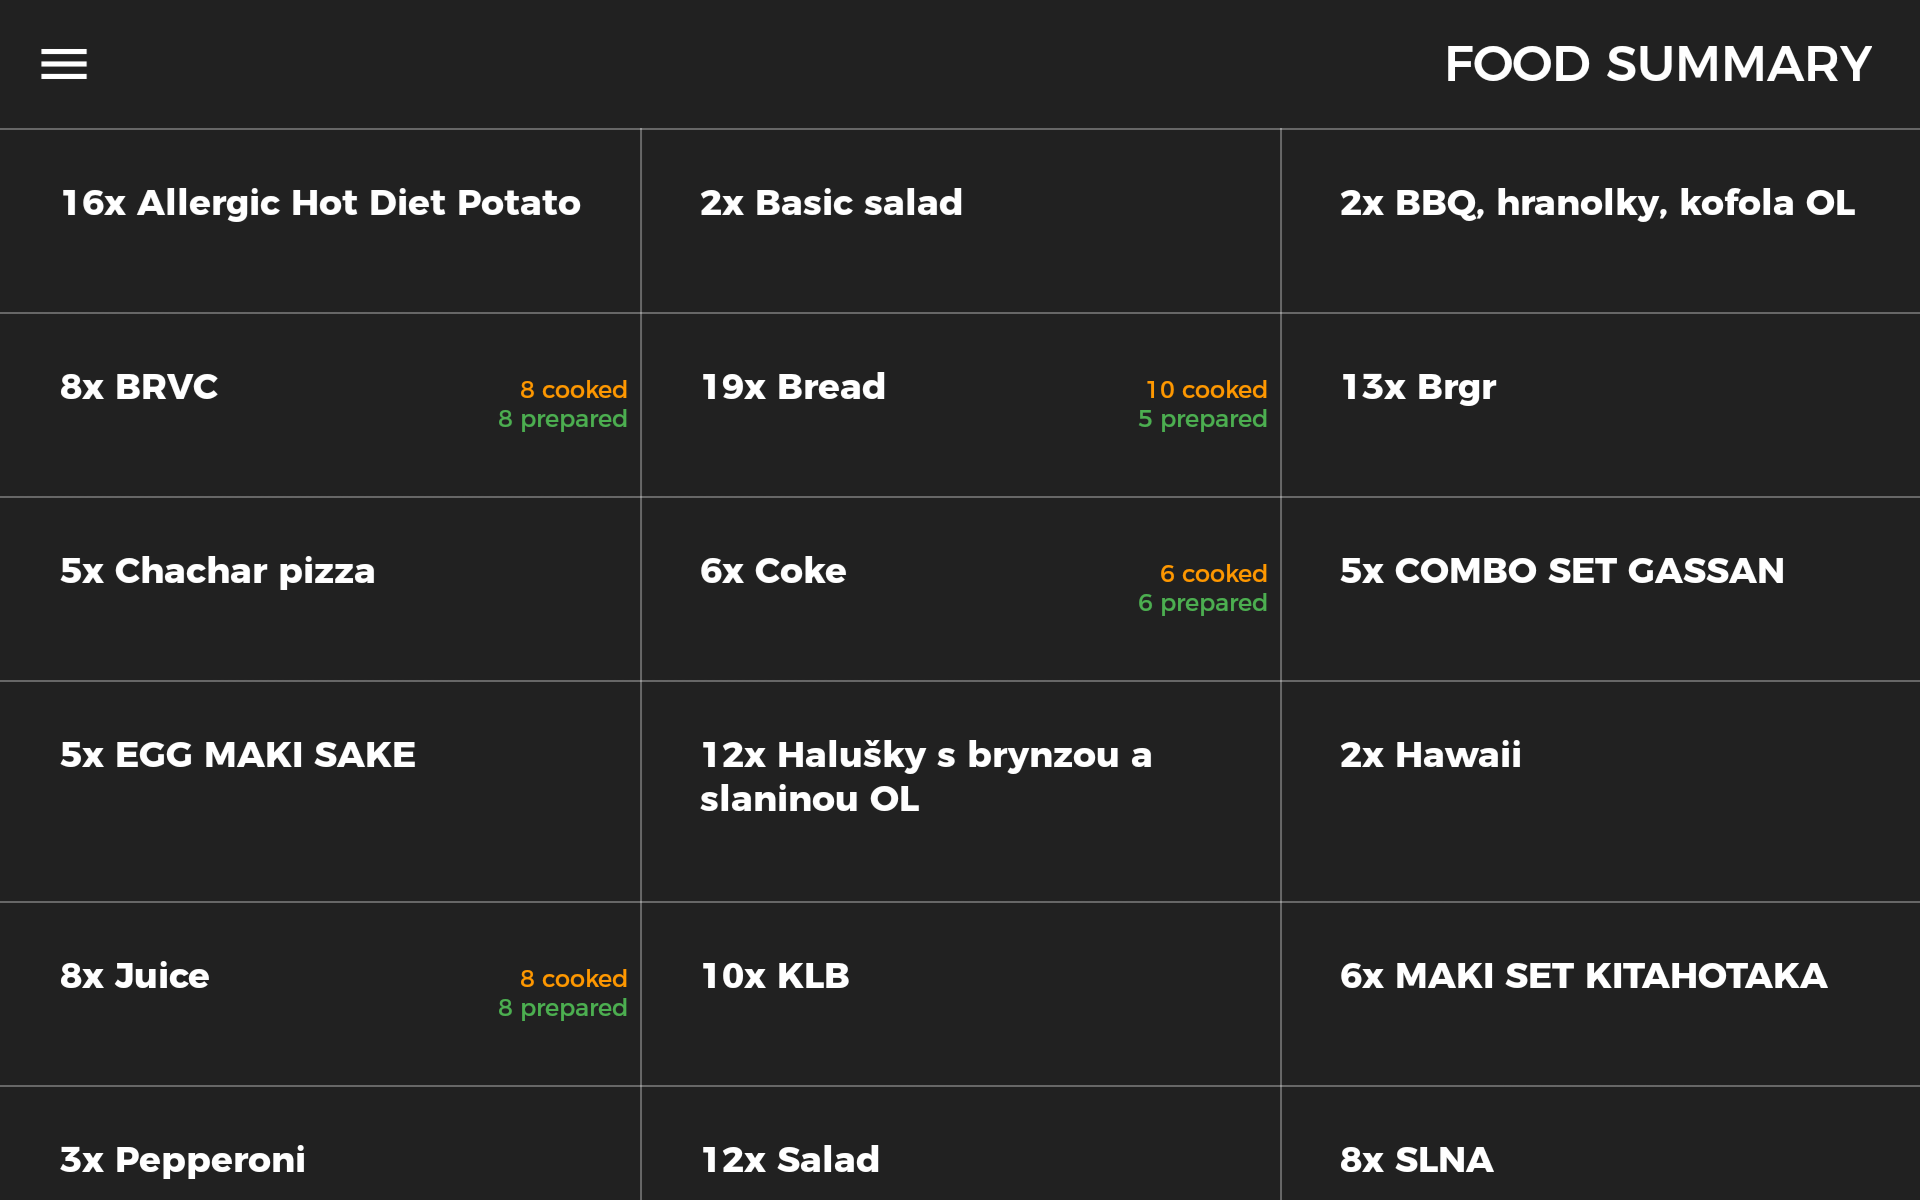 FOOD SUMMARY
16x Allergic Hot Diet Potato
2x Basic salad
2x BBQ, hranolky, kofola OL
8x BRVC
8 cooked
8 prepared
19x Bread
10 cooked
5 prepared
13x Brgr
5x Chachar pizza
6x Coke
6 cooked
6 prepared
5x COMBO SET GASSAN
5x EGG MAKI SAKE
12x Halušky s brynzou a
slaninou OL
2x Hawaii
8x Juice
8 cooked
8 prepared
10x KLB
6x MAKI SET KITAHOTAKA
3x Pepperoni
12x Salad
8x SLNA